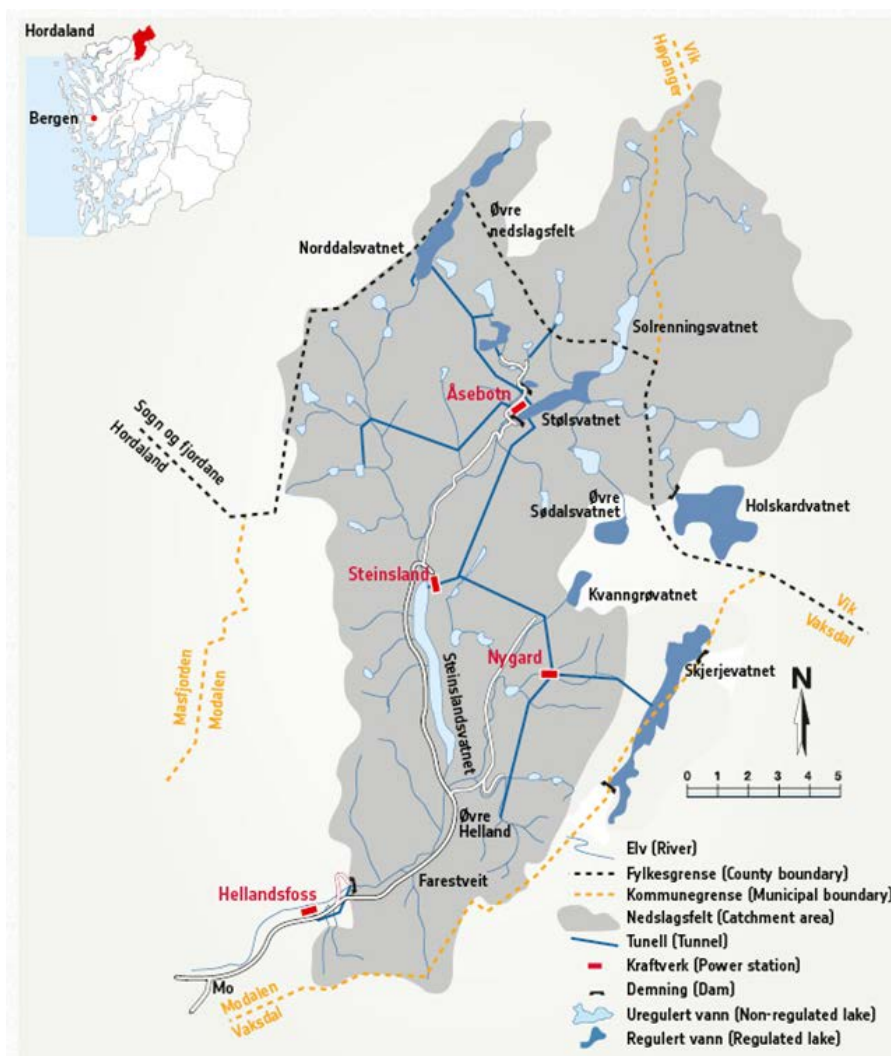 Hordaland
Bergen
Vik
Høyanger
Øvre
nedslagsfelt
Norddalsvatnet
Solrenningsvatnet
Åsebotn
Stølsvatnet
Sogn og fjordane
Hordaland
Øvre
Sødalsvatnet
Holskardvatnet
Steinsland
Kvanngrøvatnet
Vik
Vaksdal
Nygard
Skjerjevatnet
Masfjorden
Modalen
Steinslandsvatnet
N
0 1 2 3 4 5
Øvre
Helland
Farestveit
Hellandsfoss
Mo
Modalen
Vaksdal
Elv (River)
Fylkesgrense (County boundary)
Kommunegrense (Municipal boundary)
Nedslagsfelt (Catchment area)
Tunell (Tunnel)
Kraftverk (Power station)
Demning (Dam)
Uregulert vann (Non-regulated lake)
Regulert vann (Regulated lake)